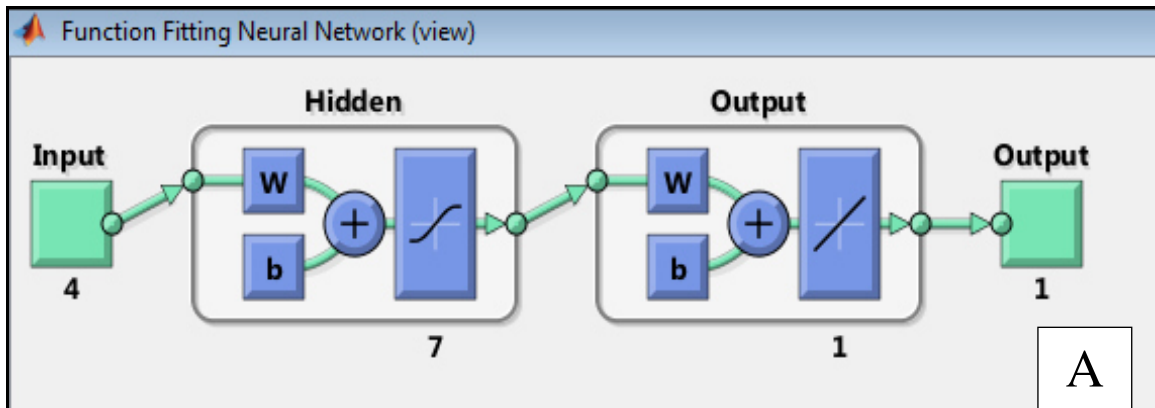 Function Fitting Neural Network (view)
Hidden
Output
Input
Output
W
W
+
+
b
b
4
1
7
1
A